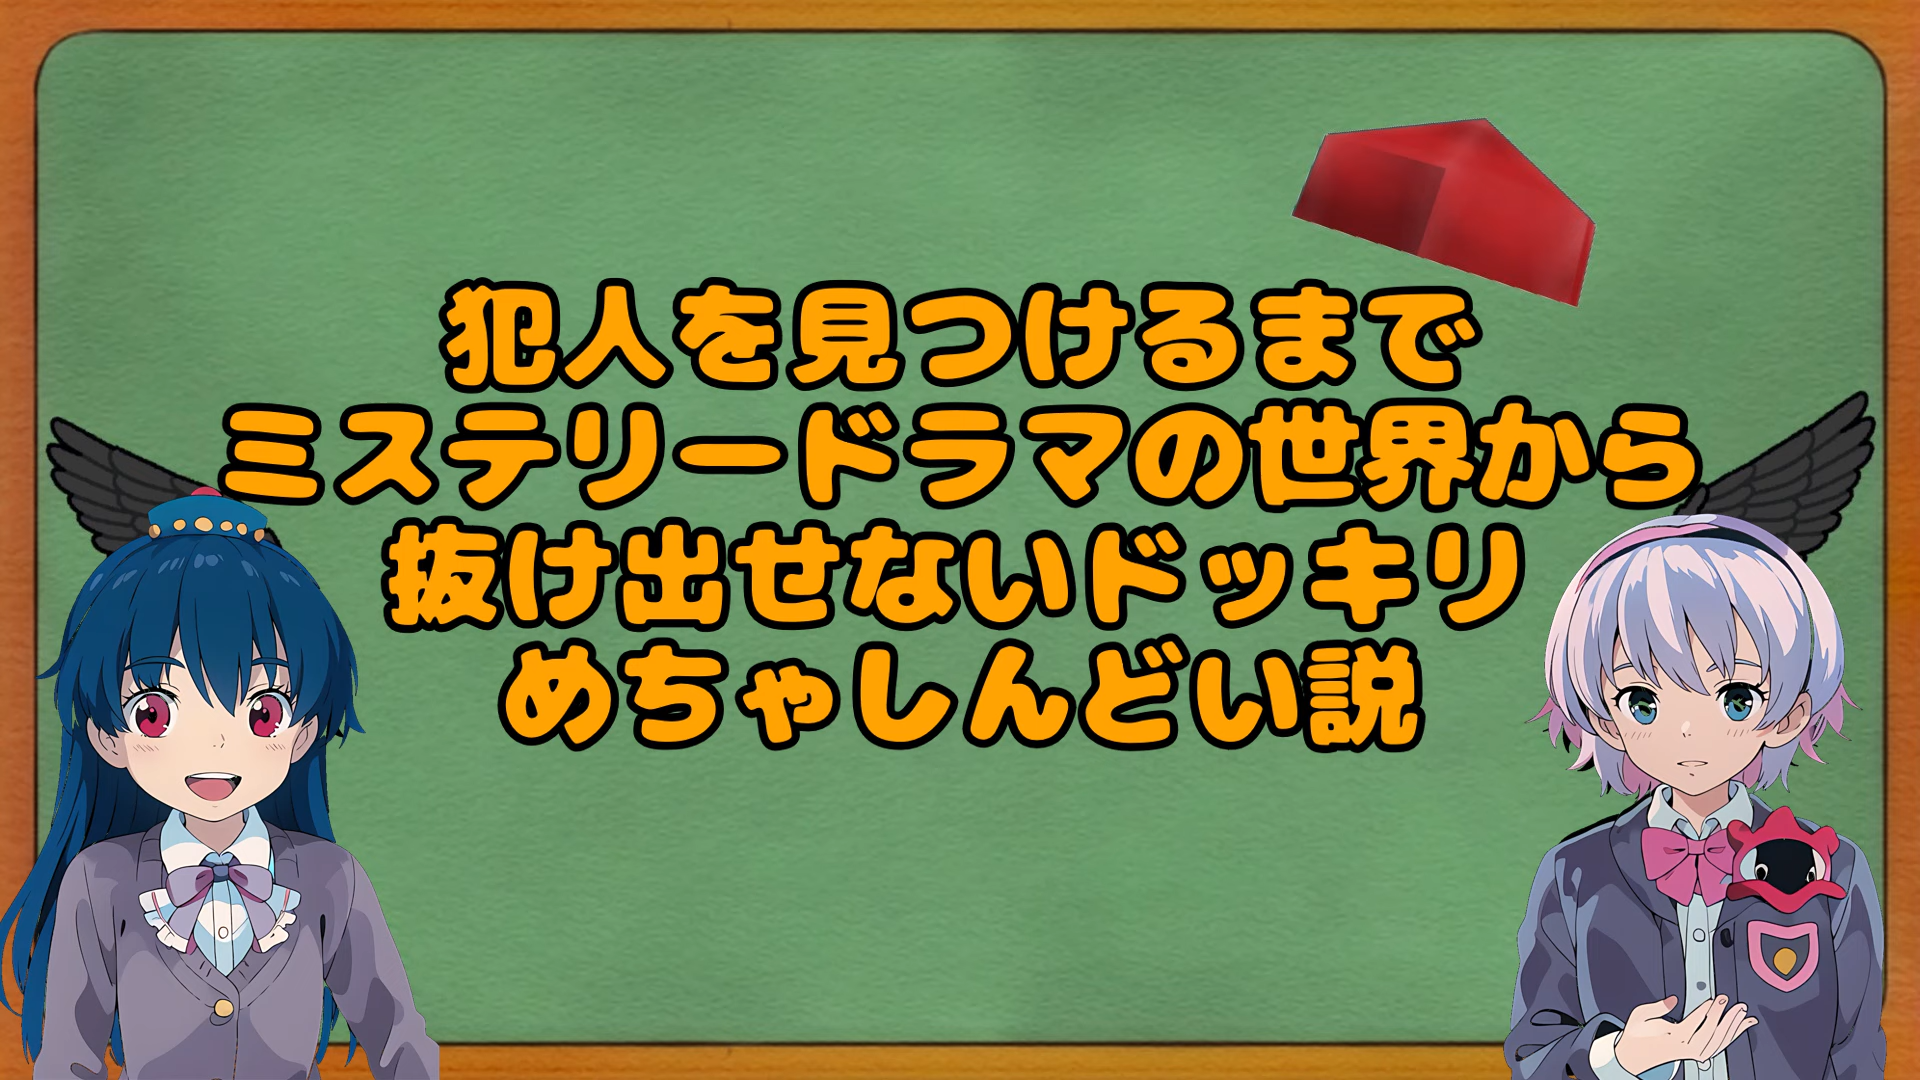 犯人を見つけるまで
ミステリードラマの世界から
抜け出せないドッキリ
めちゃしんどい説